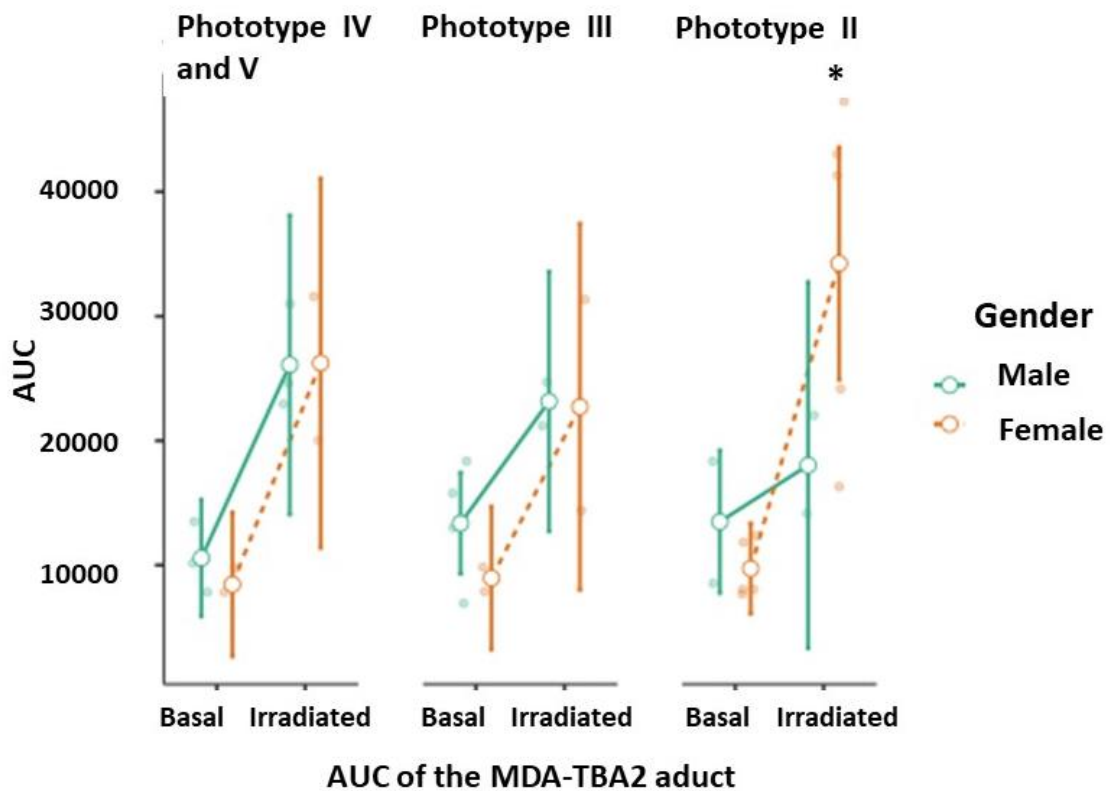 Phototype IV
and V
Phototype III
Phototype II
*
40000
30000
20000
10000
AUC
Gender
Male
Female
Basal Irradiated
Basal Irradiated
Basal Irradiated
AUC of the MDA-TBA2 aduct